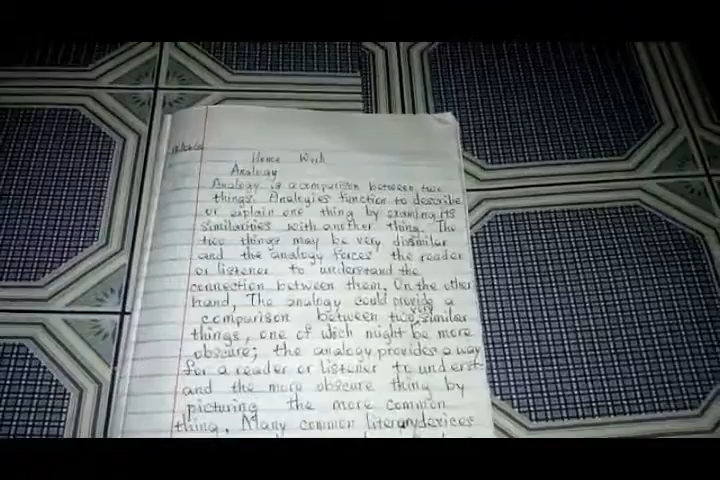 Home Work
Analogy
Analogy is a comparison between two
things. Analogies function to describe
or explain one thing by examing its
similarities with another thing. The
two things may be very dissimilar
and the analogy forces the reader
or listener to understand the
connection between them. On the other
hand, The analogy could provide a
comparison between two very similar
things, one of wich might be more
obscure; the analogy provides a way
for a reader or listener to underst-
and the more obscure thing by
picturing the more common
thing. Many common literary devices